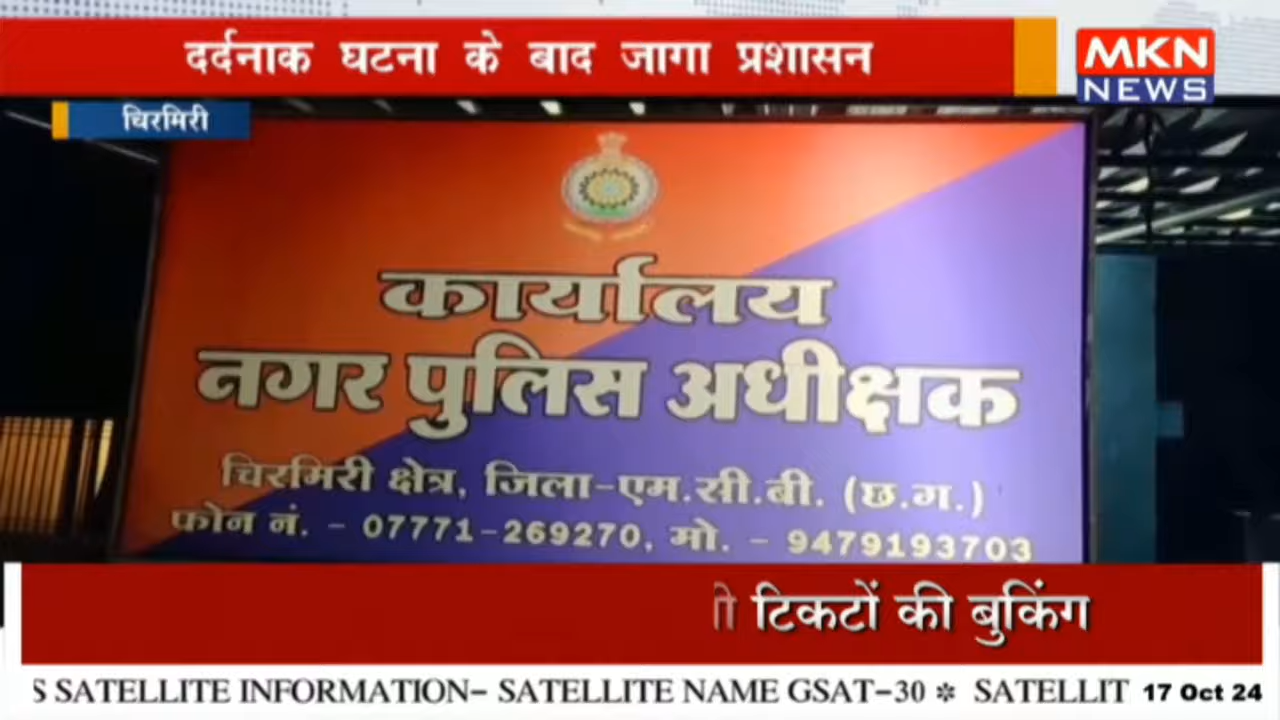 दर्दनाक घटना के बाद जागा प्रशासन
MKN
NEWS
चिरमिरी
कार्यालय
नगर पुलिस अधीक्षक
चिरमिरी क्षेत्र, जिला-एम.सी.बी. (छ.ग.)
फोन नं. - 07771-269270, मो. - 9479193703
टिकटों की बुकिंग
S SATELLITE INFORMATION- SATELLITE NAME GSAT-30 * SATELLIT 17 Oct 24